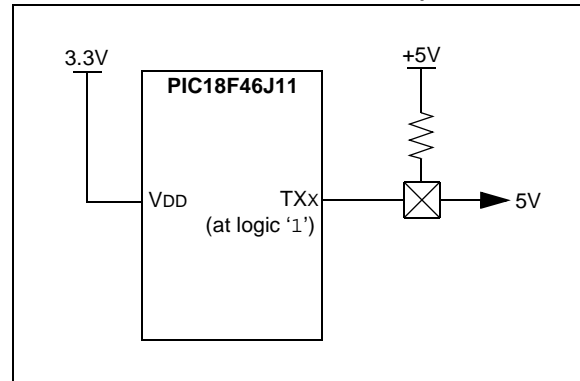 3.3V
+5V
PIC18F46J11
VDD
TXX
5V
(at logic ‘1’)